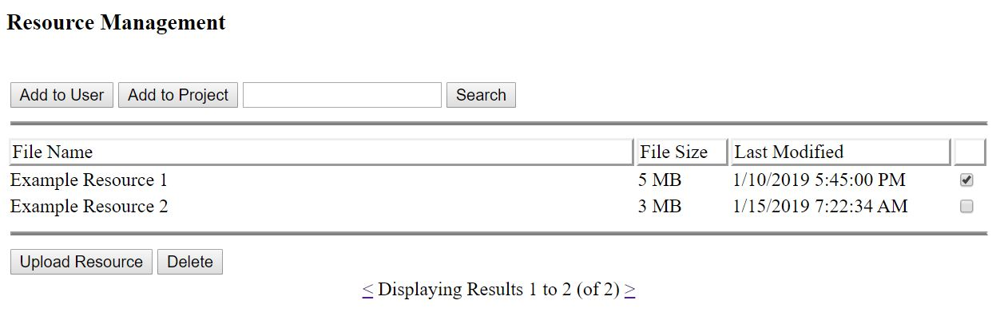 Resource Management
Add to User Add to Project Search
File Name File Size Last Modified
Example Resource 1 5 MB 1/10/2019 5:45:00 PM
Example Resource 2 3 MB 1/15/2019 7:22:34 AM
Upload Resource Delete
< Displaying Results 1 to 2 (of 2) >